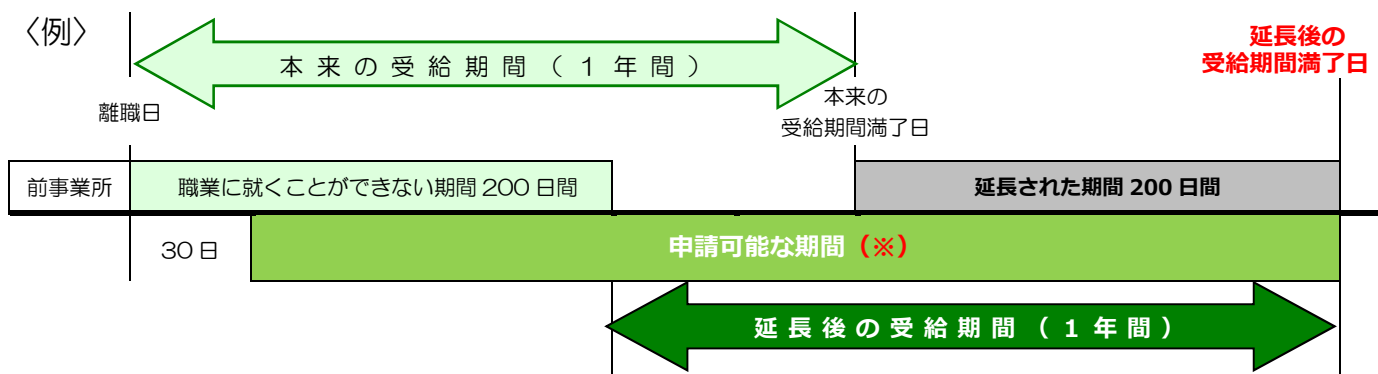 〈例〉
本来の受給期間（１年間）
延長後の
受給期間満了日
離職日
本来の
受給期間満了日
前事業所
職業に就くことができない期間 200 日間
延長された期間 200 日間
30 日
申請可能な期間（※）
延長後の受給期間（１年間）